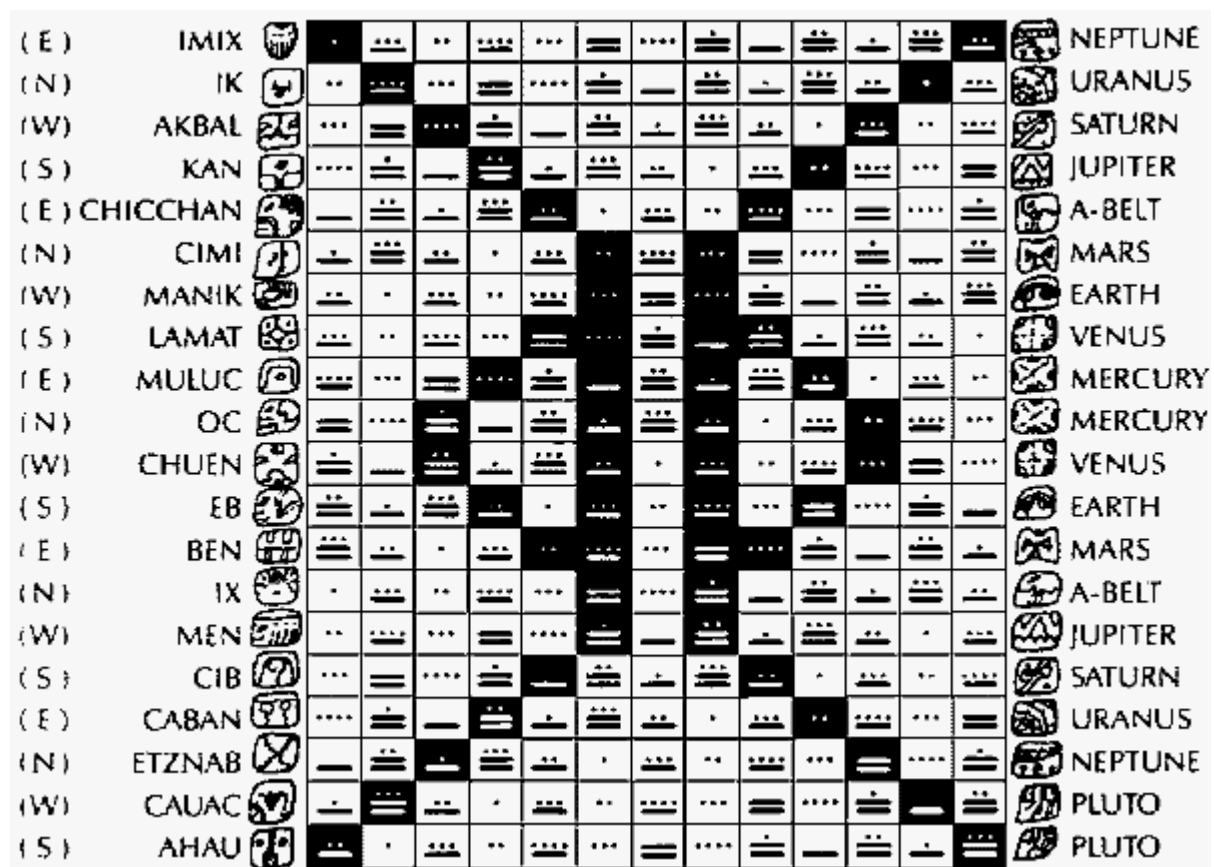 (E) IMIX NEPTUNE
(N) IK URANUS
(W) AKBAL SATURN
(S) KAN JUPITER
(E) CHICCHAN A-BELT
(N) CIMI MARS
(W) MANIK EARTH
(S) LAMAT VENUS
(E) MULUC MERCURY
(N) OC MERCURY
(W) CHUEN VENUS
(S) EB EARTH
(E) BEN MARS
(N) IX A-BELT
(W) MEN JUPITER
(S) CIB SATURN
(E) CABAN URANUS
(N) ETZNAB NEPTUNE
(W) CAUAC PLUTO
(S) AHAU PLUTO